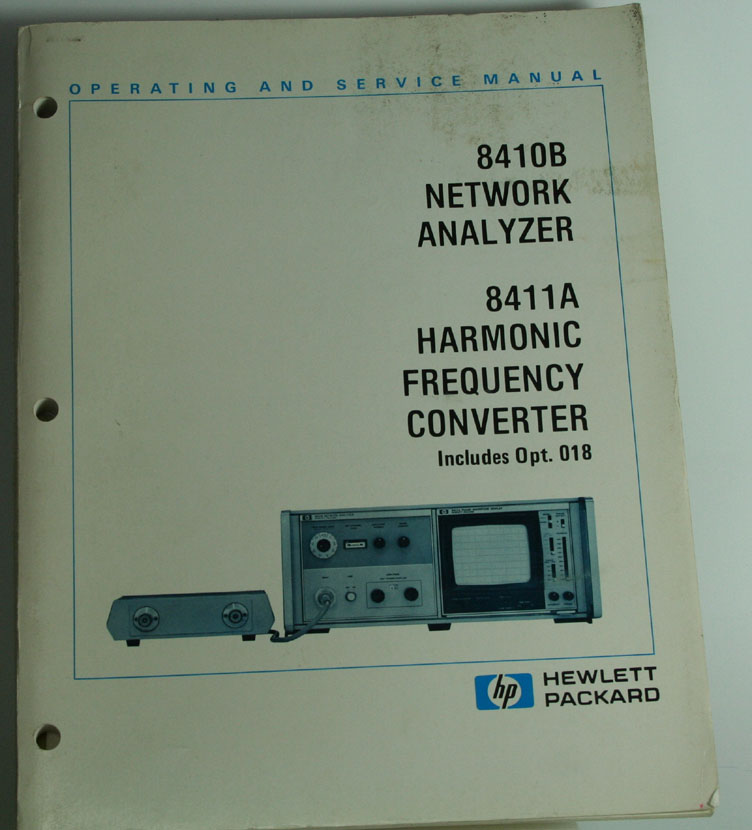 OPERATING AND SERVICE MANUAL
8410B
NETWORK
ANALYZER
8411A
HARMONIC
FREQUENCY
CONVERTER
Includes Opt. 018
hp HEWLETT
PACKARD